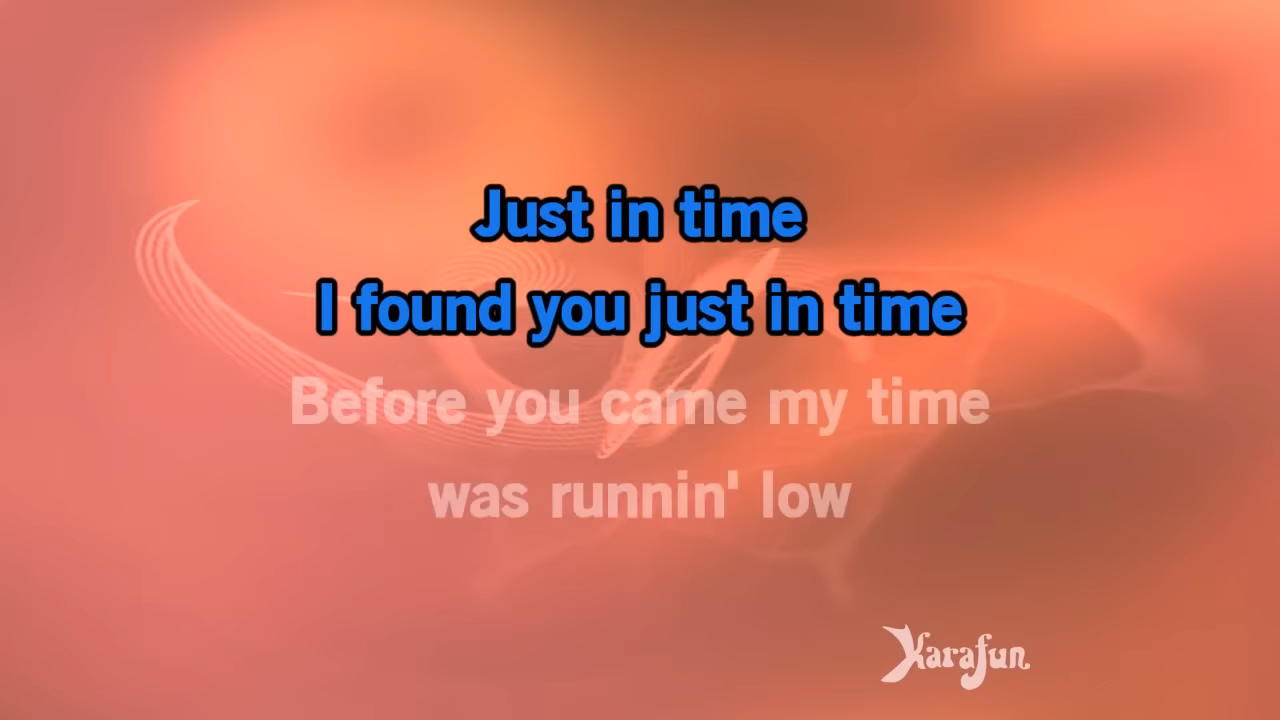 Just in time
I found you just in time
Before you came my time
was runnin' low
Karafun